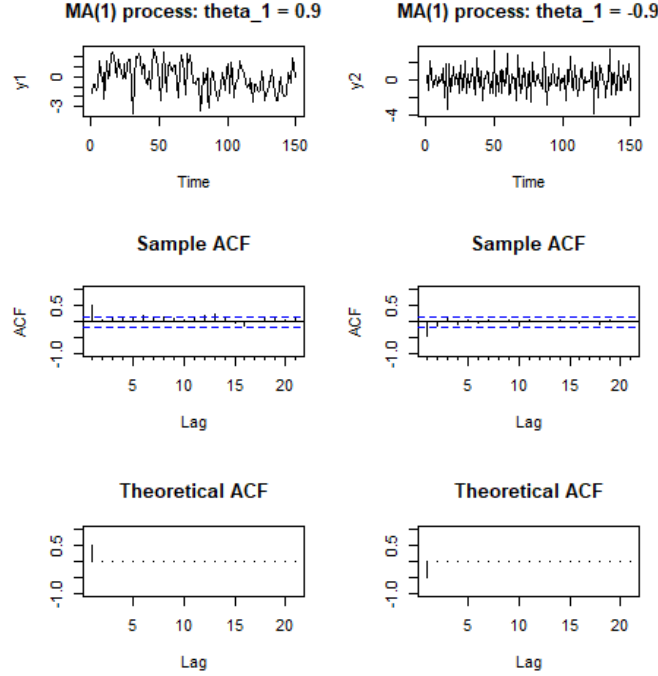 MA(1) process: theta_1 = 0.9
y1
0
-3
0
50
100
150
Time
MA(1) process: theta_1 = -0.9
y2
0
-4
0
50
100
150
Time
Sample ACF
ACF
0.5
-1.0
5
10
15
20
Lag
Sample ACF
ACF
0.5
-1.0
5
10
15
20
Lag
Theoretical ACF
0.5
-1.0
5
10
15
20
Lag
Theoretical ACF
0.5
-1.0
5
10
15
20
Lag